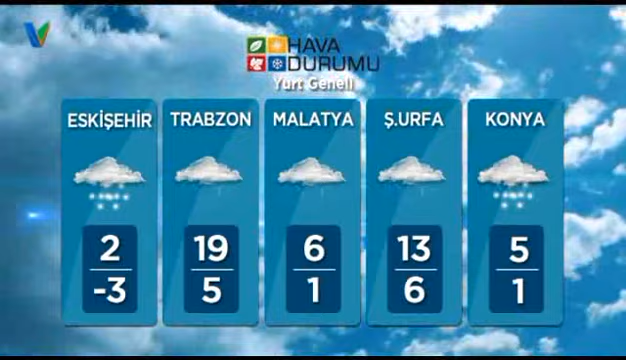 HAVA
DURUMU
Yurt Geneli
ESKİŞEHİR
2
-3
TRABZON
19
5
MALATYA
6
1
Ş.URFA
13
6
KONYA
5
1